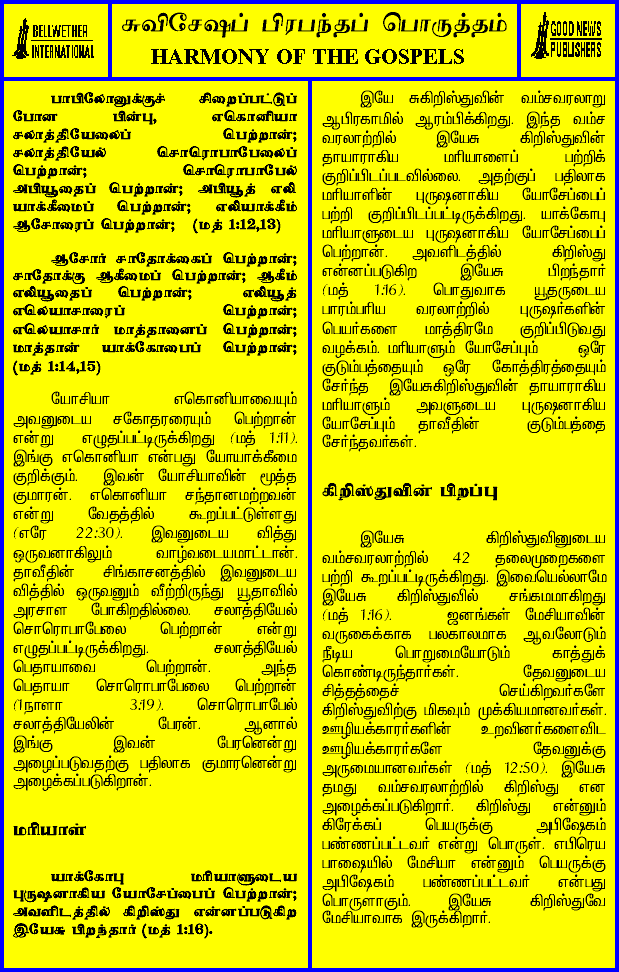 BELLWETHER
INTERNATIONAL
சுவிசேஷப் பிரபந்தப் பொருத்தம்
HARMONY OF THE GOSPELS
GOOD NEWS
PUBLISHERS
பாபிலோனுக்குச் சிறைப்பட்டுப்
போன பின்பு, எகொனியா
சலாத்தியேலைப் பெற்றான்;
சலாத்தியேல் சொரொபாபேலைப்
பெற்றான்; சொரொபாபேல்
அபியூதைப் பெற்றான்; அபியூத் எலி
யாக்கீமைப் பெற்றான்; எலியாக்கீம்
ஆசோரைப் பெற்றான்; (மத் 1:12,13)
ஆசோர் சாதோக்கைப் பெற்றான்;
சாதோக்கு ஆகீமைப் பெற்றான்; ஆகீம்
எலியூதைப் பெற்றான்; எலியூத்
எலெயாசாரைப் பெற்றான்;
எலெயாசார் மாத்தானைப் பெற்றான்;
மாத்தான் யாக்கோபைப் பெற்றான்;
(மத் 1:14,15)
யோசியா எகொனியாவையும்
அவனுடைய சகோதரரையும் பெற்றான்
என்று எழுதப்பட்டிருக்கிறது (மத் 1:11).
இங்கு எகொனியா என்பது யோயாக்கீமை
குறிக்கும். இவன் யோசியாவின் மூத்த
குமாரன். எகொனியா சந்தானமற்றவன்
என்று வேதத்தில் கூறப்பட்டுள்ளது
(எரே 22:30). இவனுடைய வித்து
ஒருவனாகிலும் வாழ்வடையமாட்டான்.
தாவீதின் சிங்காசனத்தில் இவனுடைய
வித்தில் ஒருவனும் வீற்றிருந்து யூதாவில்
அரசாள போகிறதில்லை. சலாத்தியேல்
சொரொபாபேலை பெற்றான் என்று
எழுதப்பட்டிருக்கிறது. சலாத்தியேல்
பெதாயாவை பெற்றான். அந்த
பெதாயா சொரொபாபேலை பெற்றான்
(1நாளா 3:19). சொரொபாபேல்
சலாத்தியேலின் பேரன். ஆனால்
இங்கு இவன் பேரனென்று
அழைப்படுவதற்கு பதிலாக குமாரனென்று
அழைக்கப்படுகிறான்.
மரியாள்
யாக்கோபு மரியாளுடைய
புருஷனாகிய யோசேப்பைப் பெற்றான்;
அவளிடத்தில் கிறிஸ்து என்னப்படுகிற
இயேசு பிறந்தார் (மத் 1:16).
இயே சுகிறிஸ்துவின் வம்சவரலாறு
ஆபிரகாமில் ஆரம்பிக்கிறது. இந்த வம்ச
வரலாற்றில் இயேசு கிறிஸ்துவின்
தாயாராகிய மரியாளைப் பற்றிக்
குறிப்பிடப்படவில்லை. அதற்குப் பதிலாக
மரியாளின் புருஷனாகிய யோசேப்பைப்
பற்றி குறிப்பிடப்பட்டிருக்கிறது. யாக்கோபு
மரியாளுடைய புருஷனாகிய யோசேப்பைப்
பெற்றான். அவளிடத்தில் கிறிஸ்து
என்னப்படுகிற இயேசு பிறந்தார்
(மத் 1:16). பொதுவாக யூதருடைய
பாரம்பரிய வரலாற்றில் புருஷர்களின்
பெயர்களை மாத்திரமே குறிப்பிடுவது
வழக்கம். மரியாளும் யோசேப்பும் ஒரே
குடும்பத்தையும் ஒரே கோத்திரத்தையும்
சேர்ந்த இயேசுகிறிஸ்துவின் தாயாராகிய
மரியாளும் அவளுடைய புருஷனாகிய
யோசேப்பும் தாவீதின் குடும்பத்தை
சேர்ந்தவர்கள்.
கிறிஸ்துவின் பிறப்பு
இயேசு கிறிஸ்துவினுடைய
வம்சவரலாற்றில் 42 தலைமுறைகளை
பற்றி கூறப்பட்டிருக்கிறது. இவையெல்லாமே
இயேசு கிறிஸ்துவில் சங்கமமாகிறது
(மத் 1:16). ஜனங்கள் மேசியாவின்
வருகைக்காக பலகாலமாக ஆவலோடும்
நீடிய பொறுமையோடும் காத்துக்
கொண்டிருந்தார்கள். தேவனுடைய
சித்தத்தைச் செய்கிறவர்களே
கிறிஸ்துவிற்கு மிகவும் முக்கியமானவர்கள்.
ஊழியக்காரர்களின் உறவினர்களைவிட
ஊழியக்காரர்களே தேவனுக்கு
அருமையானவர்கள் (மத் 12:50). இயேசு
தமது வம்சவரலாற்றில் கிறிஸ்து என
அழைக்கப்படுகிறார். கிறிஸ்து என்னும்
கிரேக்கப் பெயருக்கு அபிஷேகம்
பண்ணப்பட்டவர் என்று பொருள். எபிரெய
பாஷையில் மேசியா என்னும் பெயருக்கு
அபிஷேகம் பண்ணப்பட்டவர் என்பது
பொருளாகும். இயேசு கிறிஸ்துவே
மேசியாவாக இருக்கிறார்.